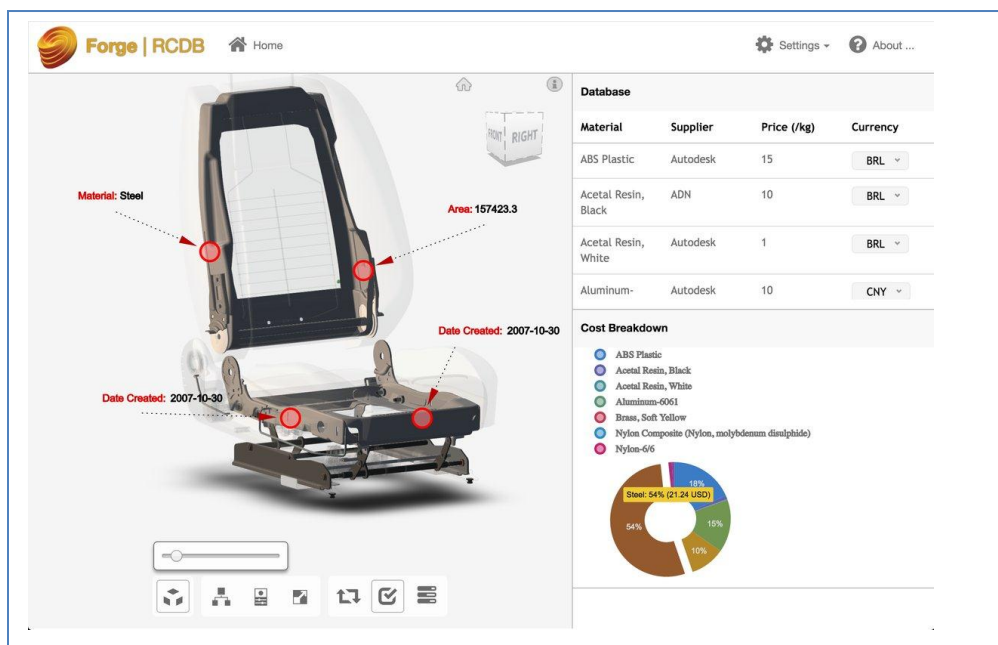 Forge | RCDB Home Settings About ...
FRONT RIGHT
Material: Steel
Area: 157423.3
Date Created: 2007-10-30
Date Created: 2007-10-30
Database
Material Supplier Price (/kg) Currency
ABS Plastic Autodesk 15 BRL
Acetal Resin, ADN 10 BRL
Black
Acetal Resin, Autodesk 1 BRL
White
Aluminum- Autodesk 10 CNY
Cost Breakdown
ABS Plastic
Acetal Resin, Black
Acetal Resin, White
Aluminum-6061
Brass, Soft Yellow
Nylon Composite (Nylon, molybdenum disulphide)
Nylon-6/6
18%
Steel: 54% (21.24 USD)
54%
15%
10%